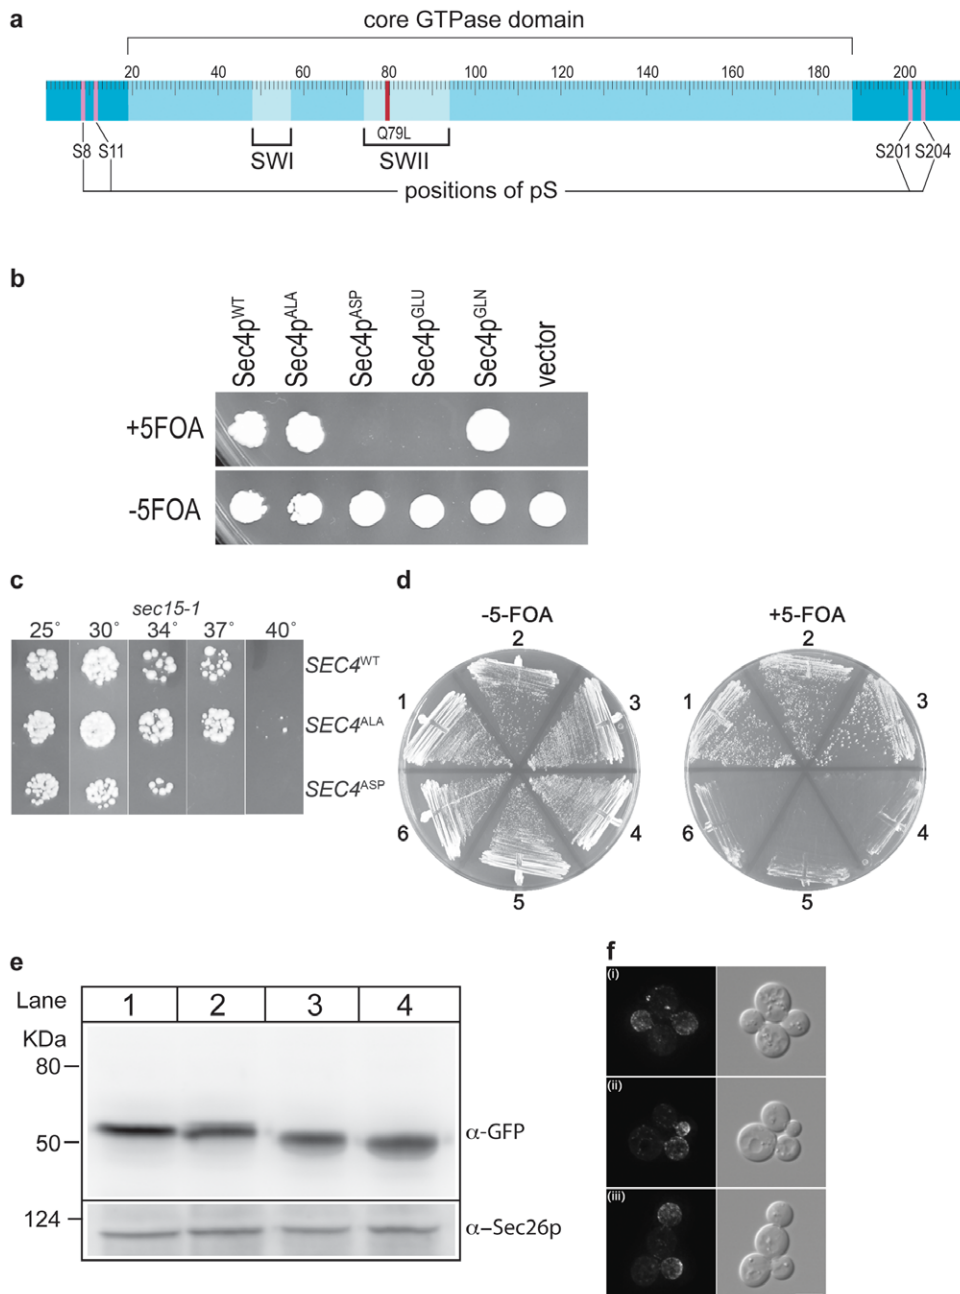 a
core GTPase domain
20 40 60 80 100 120 140 160 180 200
Q79L
S8 S11 SWI SWII S201 S204
positions of pS
b
Sec4pWT Sec4pALA Sec4pASP Sec4pGLU Sec4pGLN vector
+5FOA
-5FOA
c
sec15-1
25° 30° 34° 37° 40°
SEC4WT
SEC4ALA
SEC4ASP
d
-5-FOA +5-FOA
2 2
1 3 1 3
6 4 6 4
5 5
e
Lane 1 2 3 4
KDa
80
50
α-GFP
124
α–Sec26p
f
(i)
(ii)
(iii)